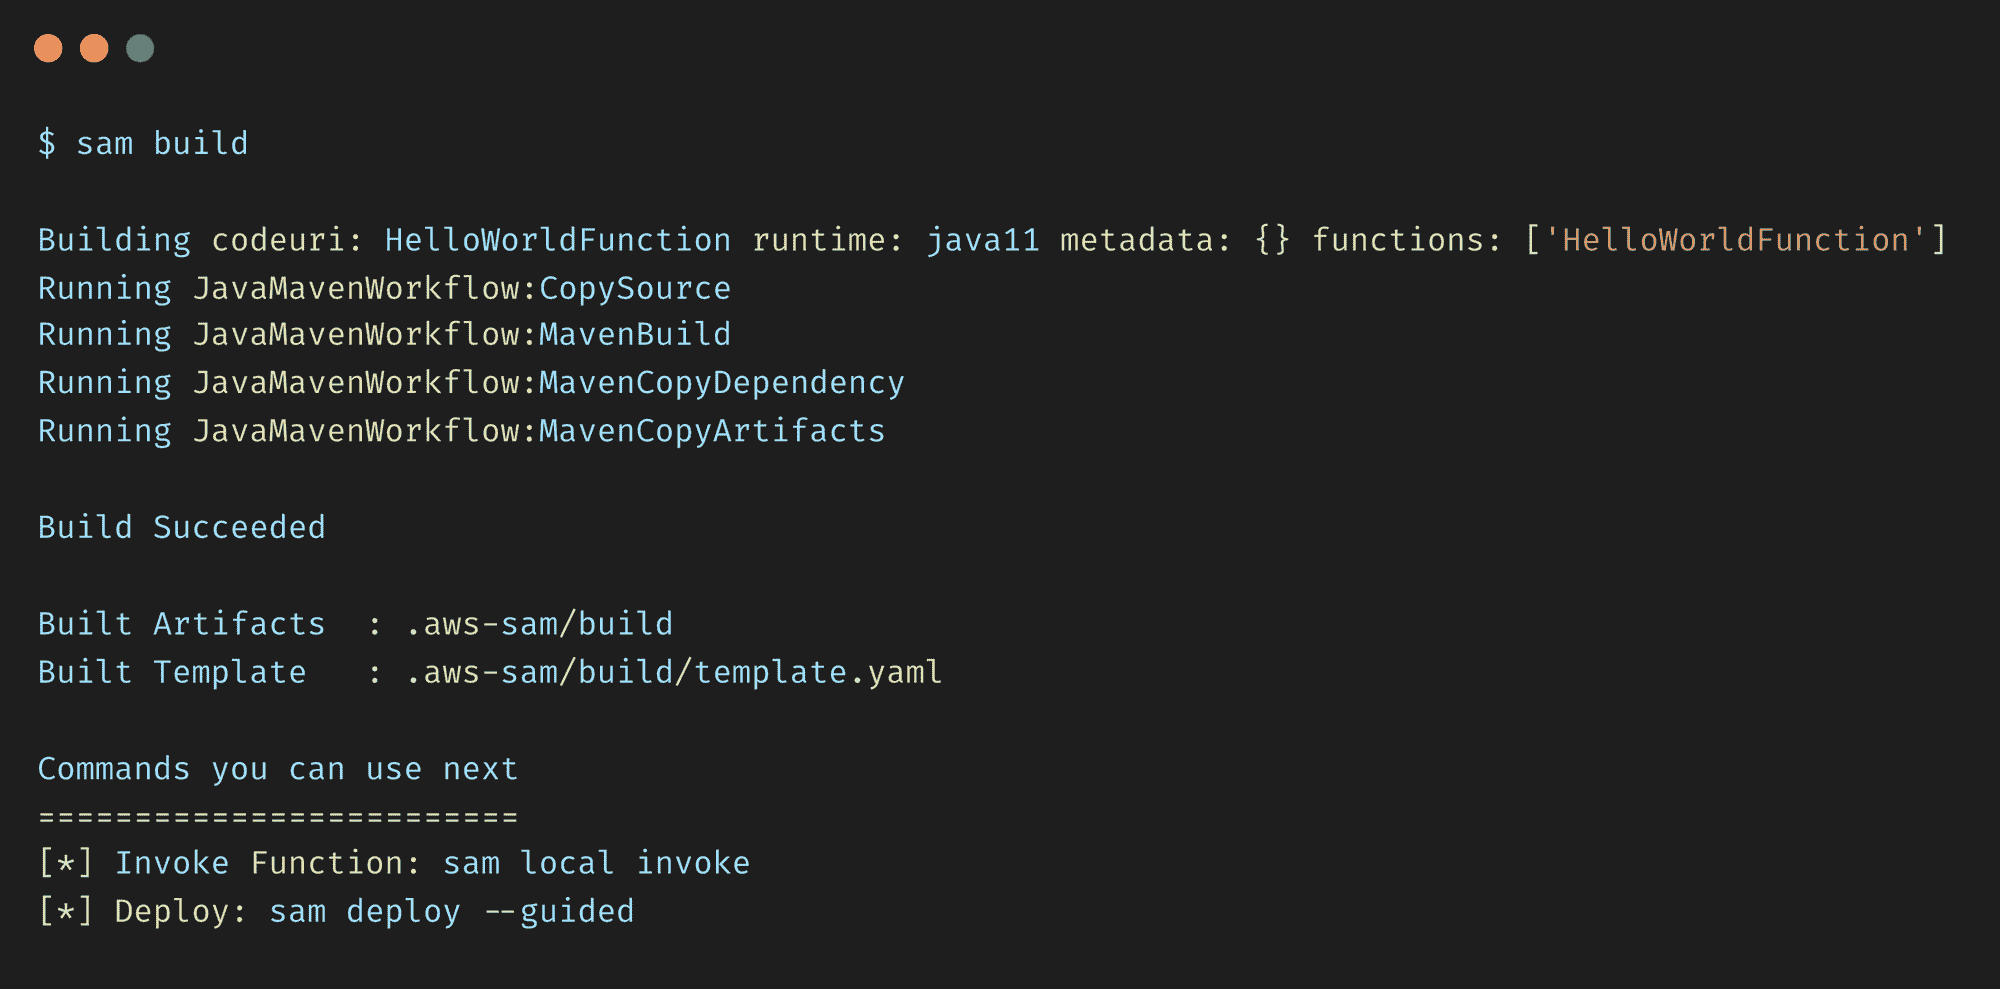 $ sam build
Building codeuri: HelloWorldFunction runtime: java11 metadata: {} functions: ['HelloWorldFunction']
Running JavaMavenWorkflow:CopySource
Running JavaMavenWorkflow:MavenBuild
Running JavaMavenWorkflow:MavenCopyDependency
Running JavaMavenWorkflow:MavenCopyArtifacts
Build Succeeded
Built Artifacts  : .aws-sam/build
Built Template   : .aws-sam/build/template.yaml
Commands you can use next
=========================
[*] Invoke Function: sam local invoke
[*] Deploy: sam deploy --guided